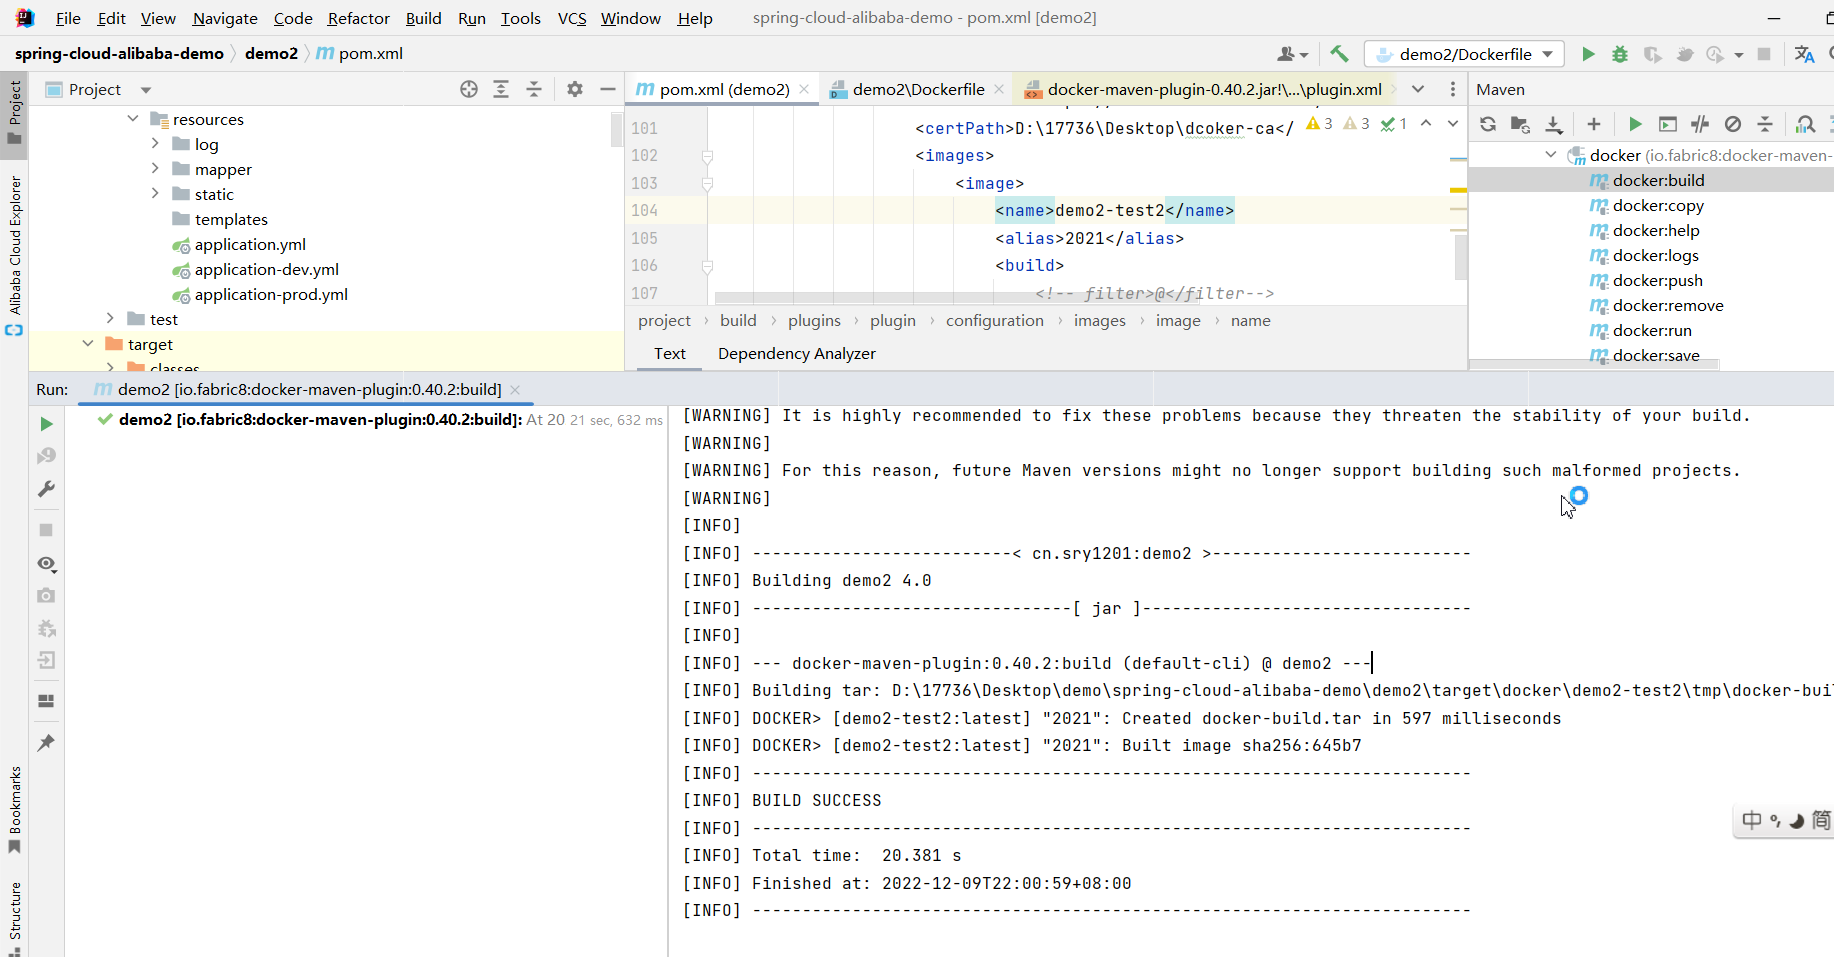 File Edit View Navigate Code Refactor Build Run Tools VCS Window Help spring-cloud-alibaba-demo - pom.xml [demo2]
spring-cloud-alibaba-demo demo2 m pom.xml demo2/Dockerfile
Project
Alibaba Cloud Explorer
Bookmarks
Structure
Project
resources
log
mapper
static
templates
application.yml
application-dev.yml
application-prod.yml
test
target
classes
pom.xml (demo2) demo2\Dockerfile docker-maven-plugin-0.40.2.jar!\...\plugin.xml
3 3 1
101 <certPath>D:\17736\Desktop\dcoker-ca</
102 <images>
103 <image>
104 <name>demo2-test2</name>
105 <alias>2021</alias>
106 <build>
107 <!-- filter>@</filter-->
project › build › plugins › plugin › configuration › images › image › name
Text Dependency Analyzer
Maven
docker (io.fabric8:docker-maven-
docker:build
docker:copy
docker:help
docker:logs
docker:push
docker:remove
docker:run
docker:save
Run: demo2 [io.fabric8:docker-maven-plugin:0.40.2:build]
demo2 [io.fabric8:docker-maven-plugin:0.40.2:build]: At 20 21 sec, 632 ms
[WARNING] It is highly recommended to fix these problems because they threaten the stability of your build.
[WARNING]
[WARNING] For this reason, future Maven versions might no longer support building such malformed projects.
[WARNING]
[INFO]
[INFO] --------------------------< cn.sry1201:demo2 >--------------------------
[INFO] Building demo2 4.0
[INFO] --------------------------------[ jar ]---------------------------------
[INFO]
[INFO] --- docker-maven-plugin:0.40.2:build (default-cli) @ demo2 ---
[INFO] Building tar: D:\17736\Desktop\demo\spring-cloud-alibaba-demo\demo2\target\docker\demo2-test2\tmp\docker-buil
[INFO] DOCKER> [demo2-test2:latest] "2021": Created docker-build.tar in 597 milliseconds
[INFO] DOCKER> [demo2-test2:latest] "2021": Built image sha256:645b7
[INFO] ------------------------------------------------------------------------
[INFO] BUILD SUCCESS
[INFO] ------------------------------------------------------------------------
[INFO] Total time:  20.381 s
[INFO] Finished at: 2022-12-09T22:00:59+08:00
[INFO] ------------------------------------------------------------------------
中 简